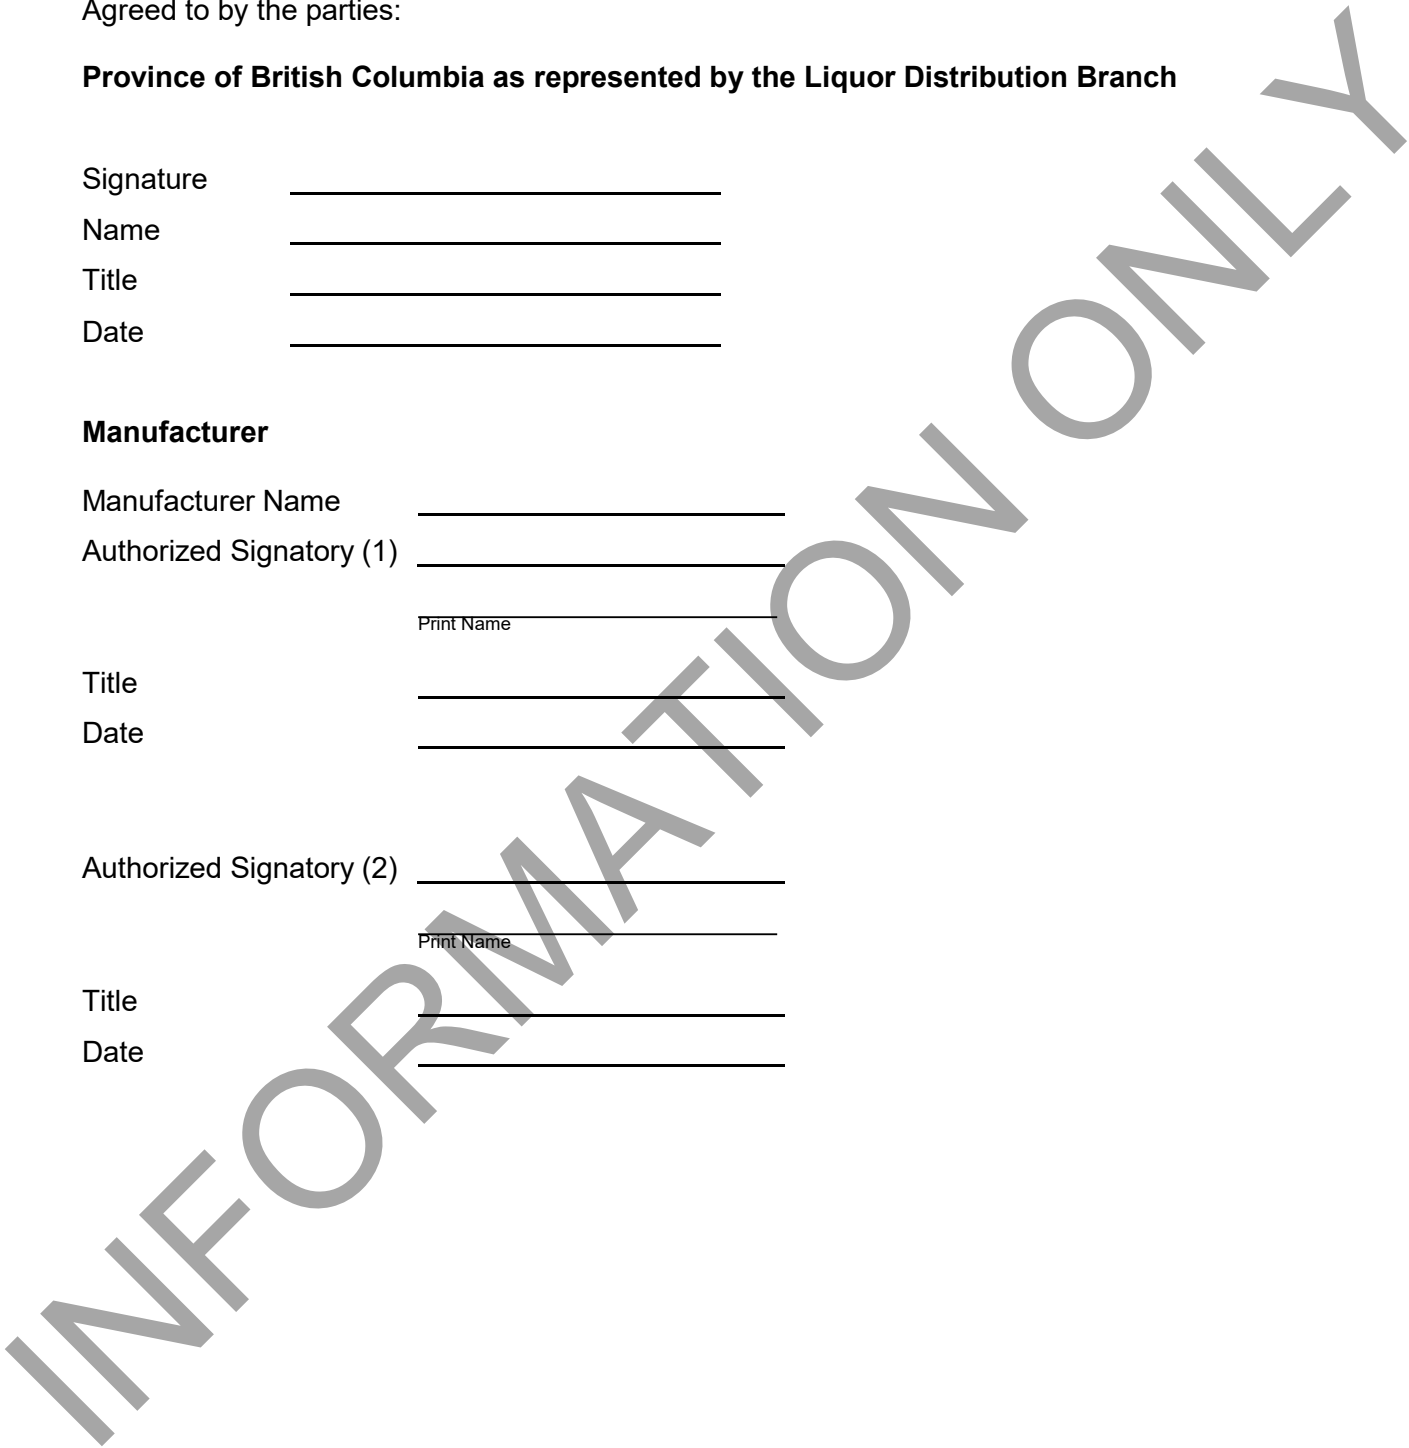 Agreed to by the parties:
Province of British Columbia as represented by the Liquor Distribution Branch
Signature
Name
Title
Date
Manufacturer
Manufacturer Name
Authorized Signatory (1)
Print Name
Title
Date
Authorized Signatory (2)
Print Name
Title
Date
INFORMATION ONLY